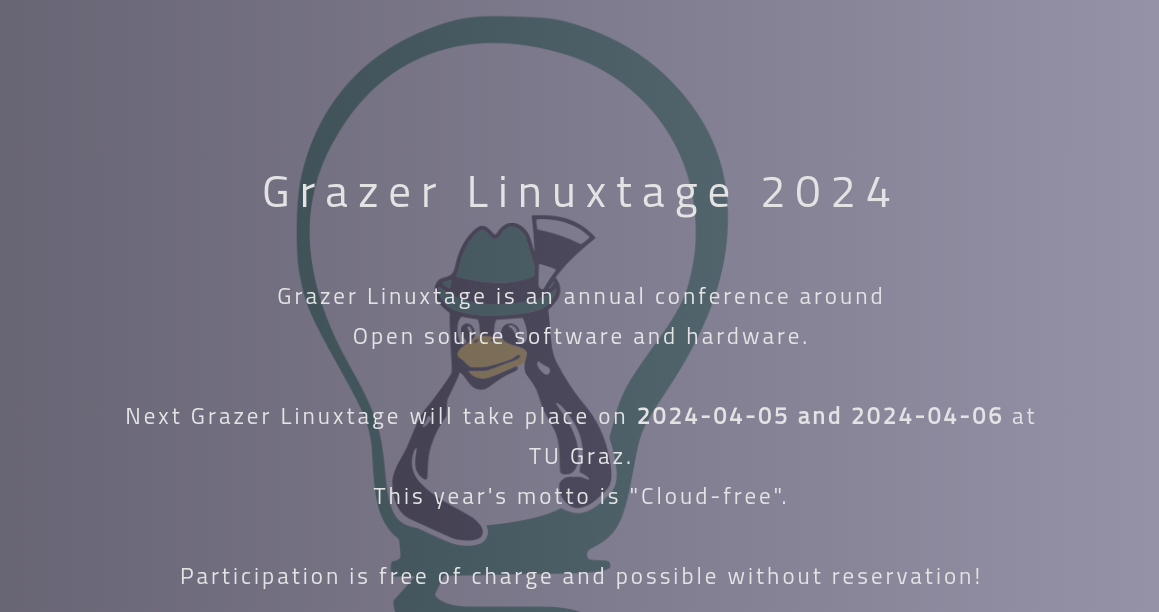 Grazer Linuxtage 2024
Grazer Linuxtage is an annual conference around
Open source software and hardware.
Next Grazer Linuxtage will take place on 2024-04-05 and 2024-04-06 at
TU Graz.
This year's motto is "Cloud-free".
Participation is free of charge and possible without reservation!